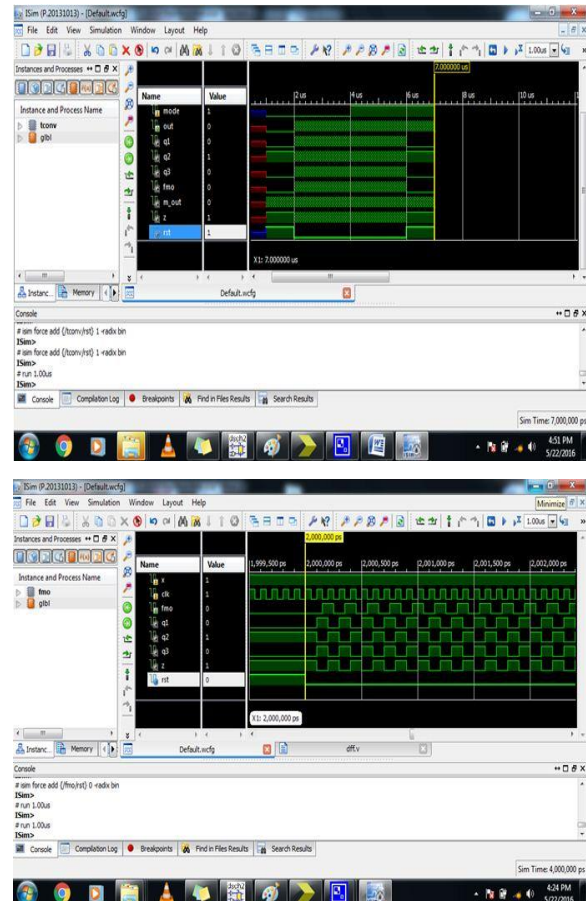 ISim (P.20131013) - [Default.wcfg]
File Edit View Simulation Window Layout Help
1.00us
Instances and Processes
Instance and Process Name
tconv
glbl
Name Value
mode 1
out 0
q1 0
q2 1
q3 0
fmo 0
m_out 0
z 1
rst 1
7.000000 us
2 us 4 us 6 us 8 us 10 us
X1: 7.000000 us
Instanc... Memory
Default.wcfg
Console
# isim force add {/tconv/rst} 1 -radix bin
ISim>
# isim force add {/tconv/rst} 1 -radix bin
ISim>
# run 1.00us
ISim>
Console Compilation Log Breakpoints Find in Files Results Search Results
Sim Time: 7,000,000 ps
dsch2
4:51 PM
5/22/2016
ISim (P.20131013) - [Default.wcfg]
Minimize
File Edit View Simulation Window Layout Help
1.00us
Instances and Processes
Instance and Process Name
fmo
glbl
Name Value
x 1
clk 1
fmo 0
q1 0
q2 1
q3 0
z 1
rst 0
2,000,000 ps
1,999,500 ps 2,000,000 ps 2,000,500 ps 2,001,000 ps 2,001,500 ps 2,002,000 ps
X1: 2,000,000 ps
Instanc... Memory
Default.wcfg
dff.v
Console
# isim force add {/fmo/rst} 0 -radix bin
ISim>
# run 1.00us
ISim>
# run 1.00us
ISim>
Console Compilation Log Breakpoints Find in Files Results Search Results
Sim Time: 4,000,000 ps
dsch2
4:24 PM
5/22/2016